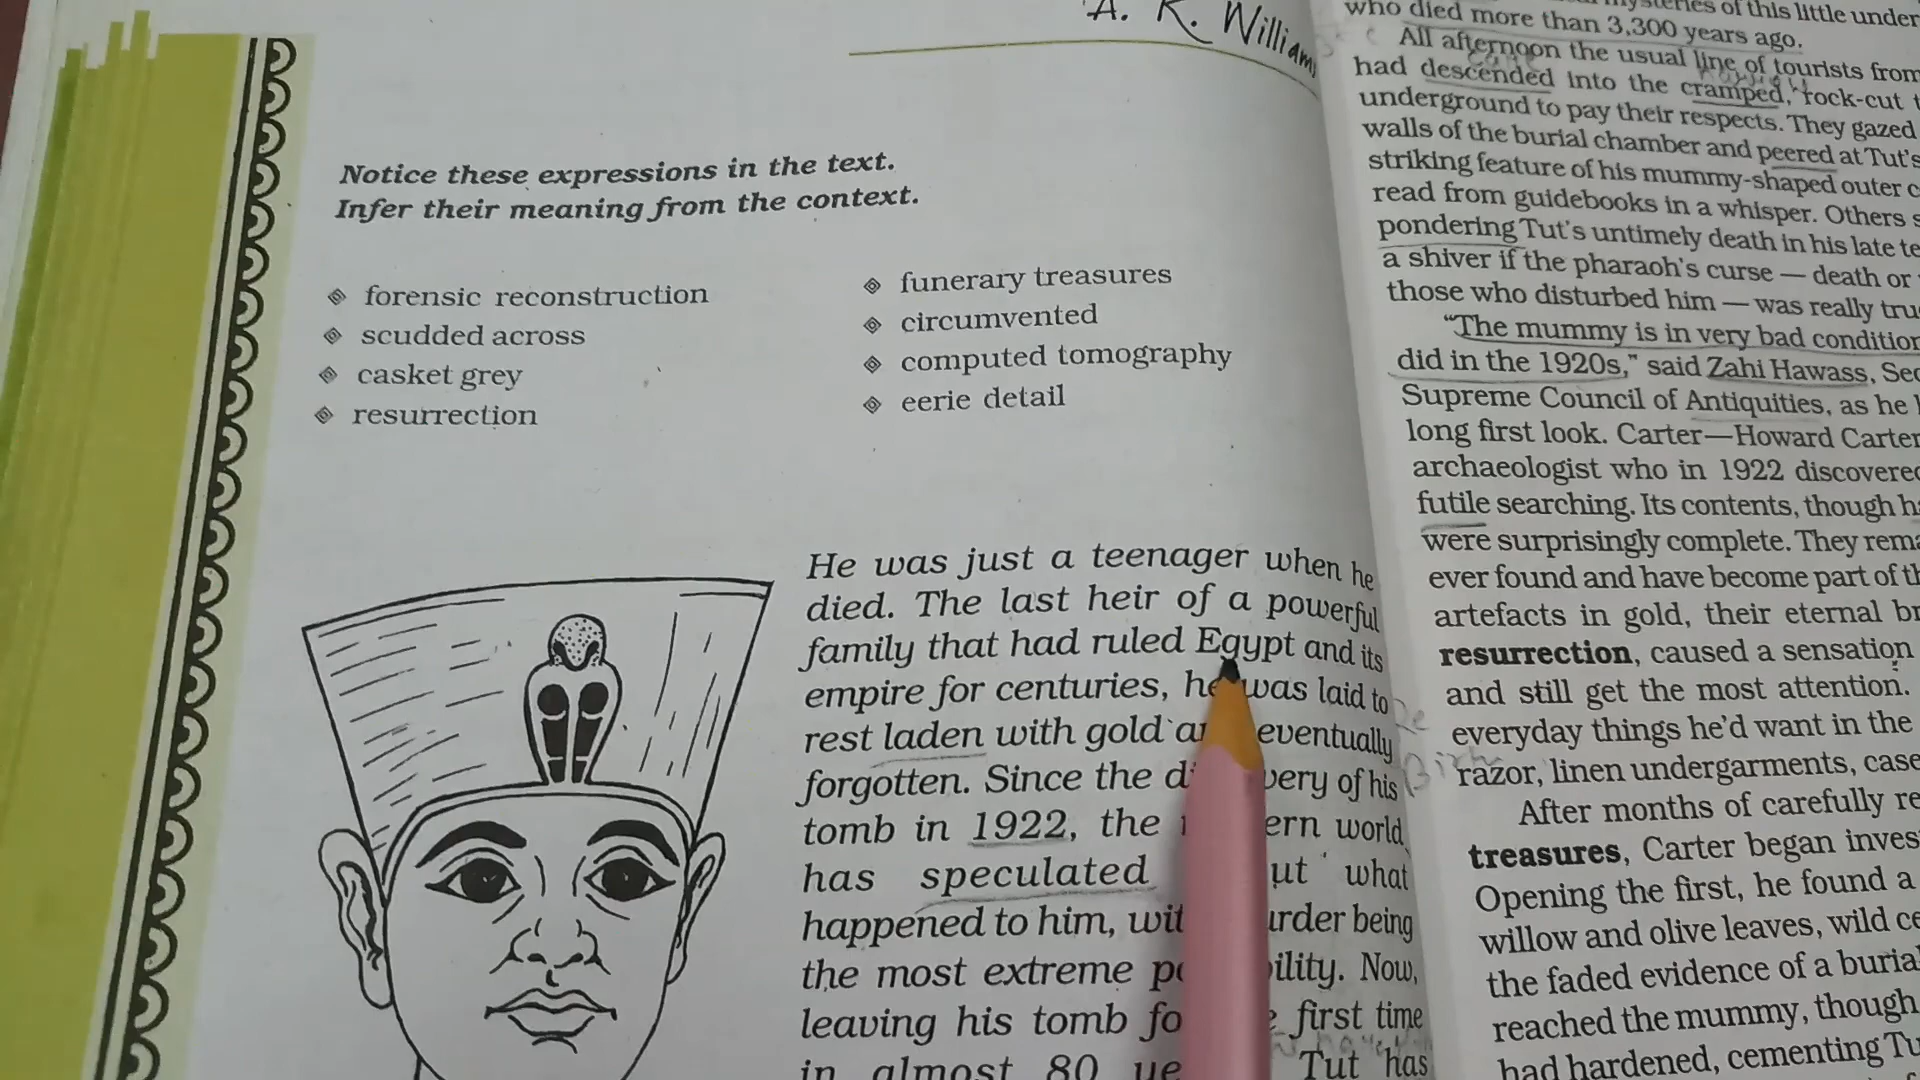 A. R. Williams
Notice these expressions in the text.
Infer their meaning from the context.
forensic reconstruction
scudded across
casket grey
resurrection
funerary treasures
circumvented
computed tomography
eerie detail
He was just a teenager when he
died. The last heir of a powerful
family that had ruled Egypt and its
empire for centuries, he was laid to
rest laden with gold eventually
forgotten. Since the of his
tomb in 1922, the world
has speculated what
happened to him, being
the most extreme Now,
leaving his tomb first time
in almost 80 Tut has
of this little under
who died more than 3,300 years ago.
All afternoon the usual line of tourists from
had descended into the cramped, rock-cut
underground to pay their respects. They gazed
walls of the burial chamber and peered at Tut's
striking feature of his mummy-shaped outer
read from guidebooks in a whisper. Others
pondering Tut's untimely death in his late
a shiver if the pharaoh's curse — death or
those who disturbed him — was really
“The mummy is in very bad condition
did in the 1920s,” said Zahi Hawass,
Supreme Council of Antiquities, as he
long first look. Carter—Howard Carter
archaeologist who in 1922 discovered
futile searching. Its contents, though
were surprisingly complete. They
ever found and have become part of
artefacts in gold, their eternal
resurrection, caused a sensation
and still get the most attention.
everyday things he’d want in the
razor, linen undergarments, case
After months of carefully
treasures, Carter began
Opening the first, he found a
willow and olive leaves, wild
the faded evidence of a
reached the mummy, though
had hardened, cementing